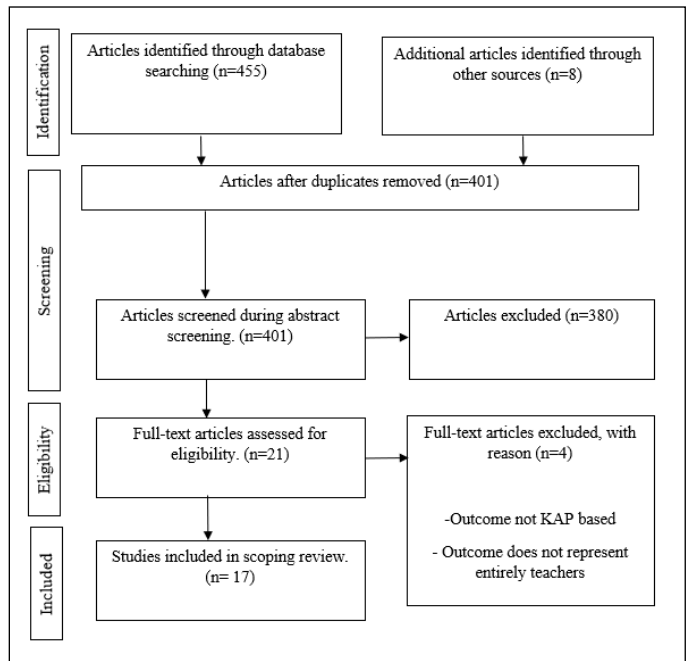 Identification
Articles identified through database
searching (n=455)
Additional articles identified through
other sources (n=8)
Screening
Articles after duplicates removed (n=401)
Articles screened during abstract
screening. (n=401)
Articles excluded (n=380)
Eligibility
Full-text articles assessed for
eligibility. (n=21)
Full-text articles excluded, with
reason (n=4)
-Outcome not KAP based
- Outcome does not represent
entirely teachers
Included
Studies included in scoping review.
(n= 17)